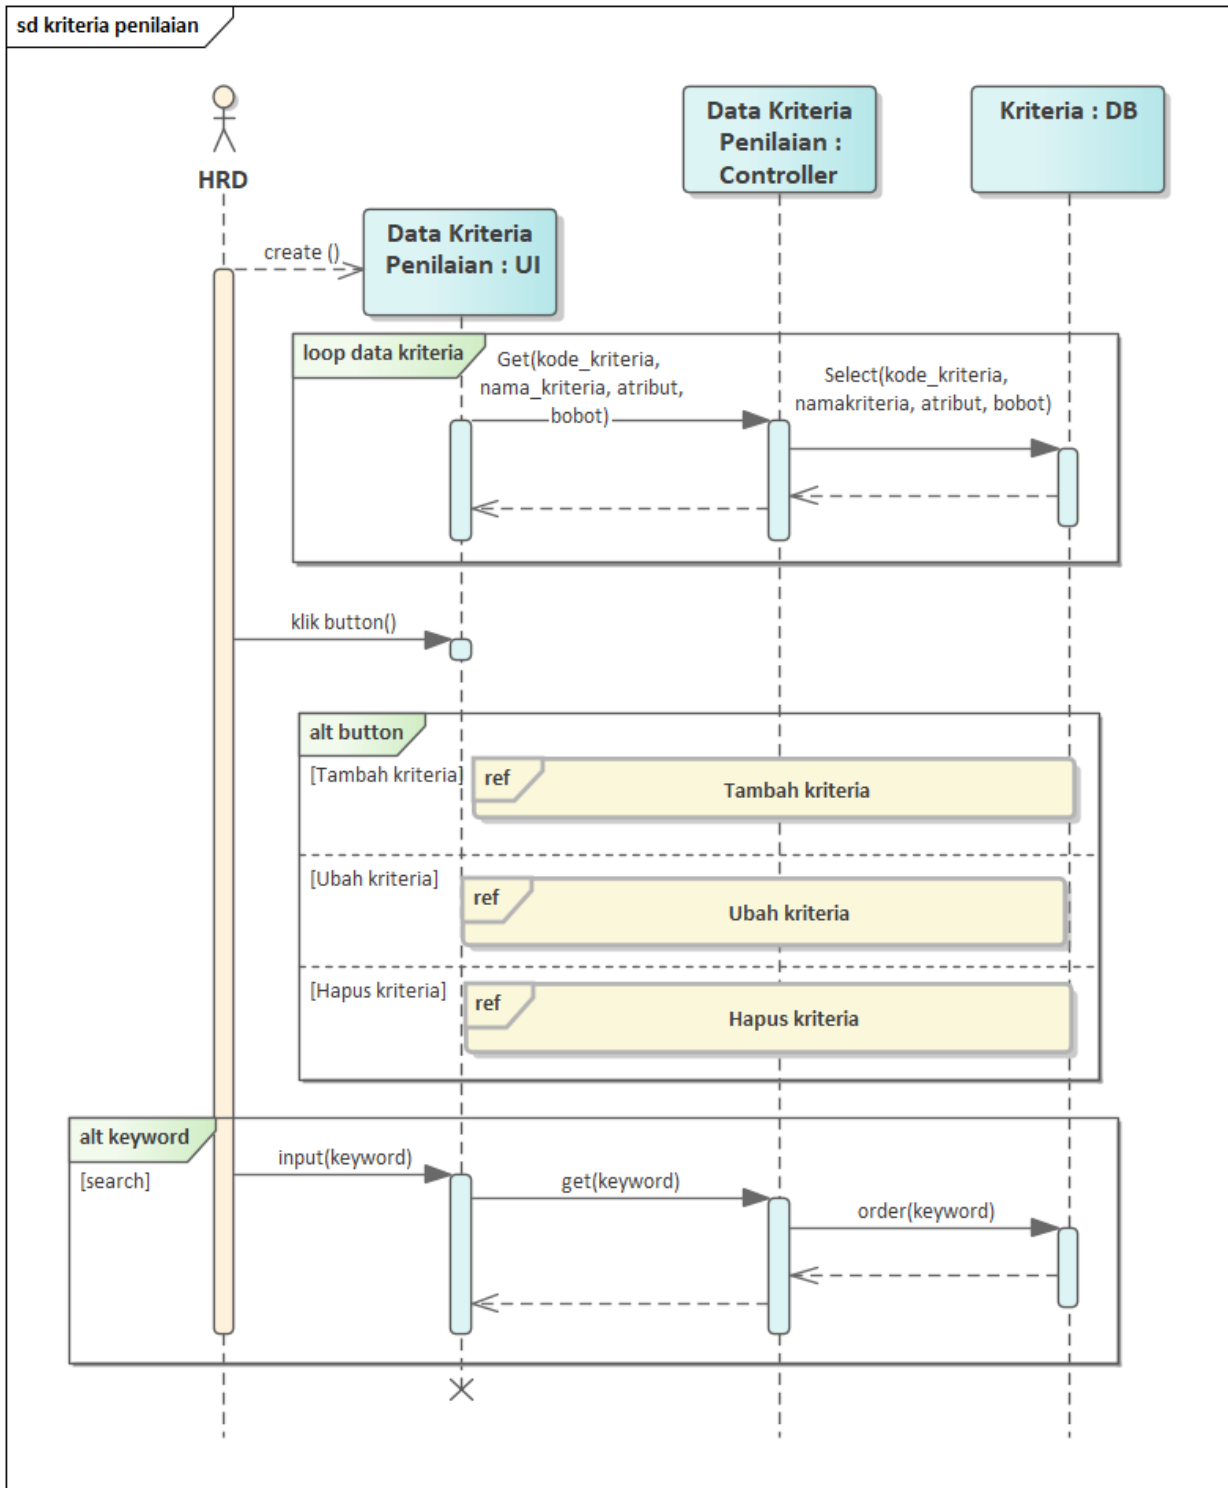 sd kriteria penilaian
HRD
Data Kriteria
Penilaian :
Controller
Kriteria : DB
Data Kriteria
Penilaian : UI
create ()
loop data kriteria
Get(kode_kriteria,
nama_kriteria, atribut,
bobot)
Select(kode_kriteria,
namakriteria, atribut, bobot)
klik button()
alt button
[Tambah kriteria]
ref
Tambah kriteria
[Ubah kriteria]
ref
Ubah kriteria
[Hapus kriteria]
ref
Hapus kriteria
alt keyword
[search]
input(keyword)
get(keyword)
order(keyword)